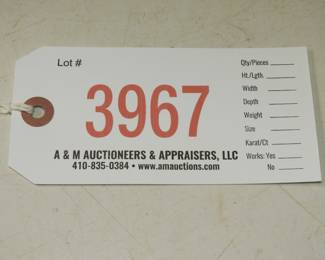 Lot #
3967
A & M AUCTIONEERS & APPRAISERS, LLC
410-835-0384 • www.amauctions.com
Qty/Pieces
Ht./Lgth.
Width
Depth
Weight
Size
Karat/Ct
Works: Yes
No